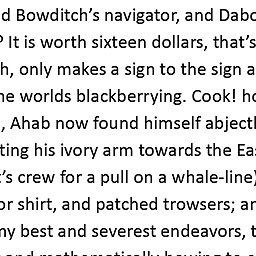 d Bowditch’s navigator, and Dabo
? It is worth sixteen dollars, that’s
h, only makes a sign to the sign a
he worlds blackberrying. Cook! ho
, Ahab now found himself abjectl
ting his ivory arm towards the Eas
t’s crew for a pull on a whale-line)
or shirt, and patched trowsers; an
my best and severest endeavors, t